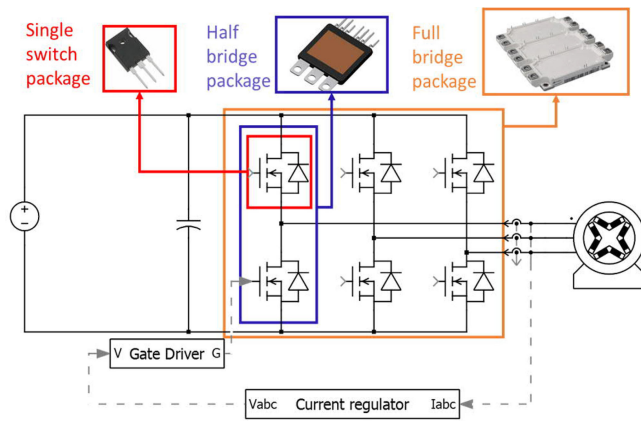 Single
switch
package
Half
bridge
package
Full
bridge
package
V Gate Driver G
Vabc Current regulator Iabc